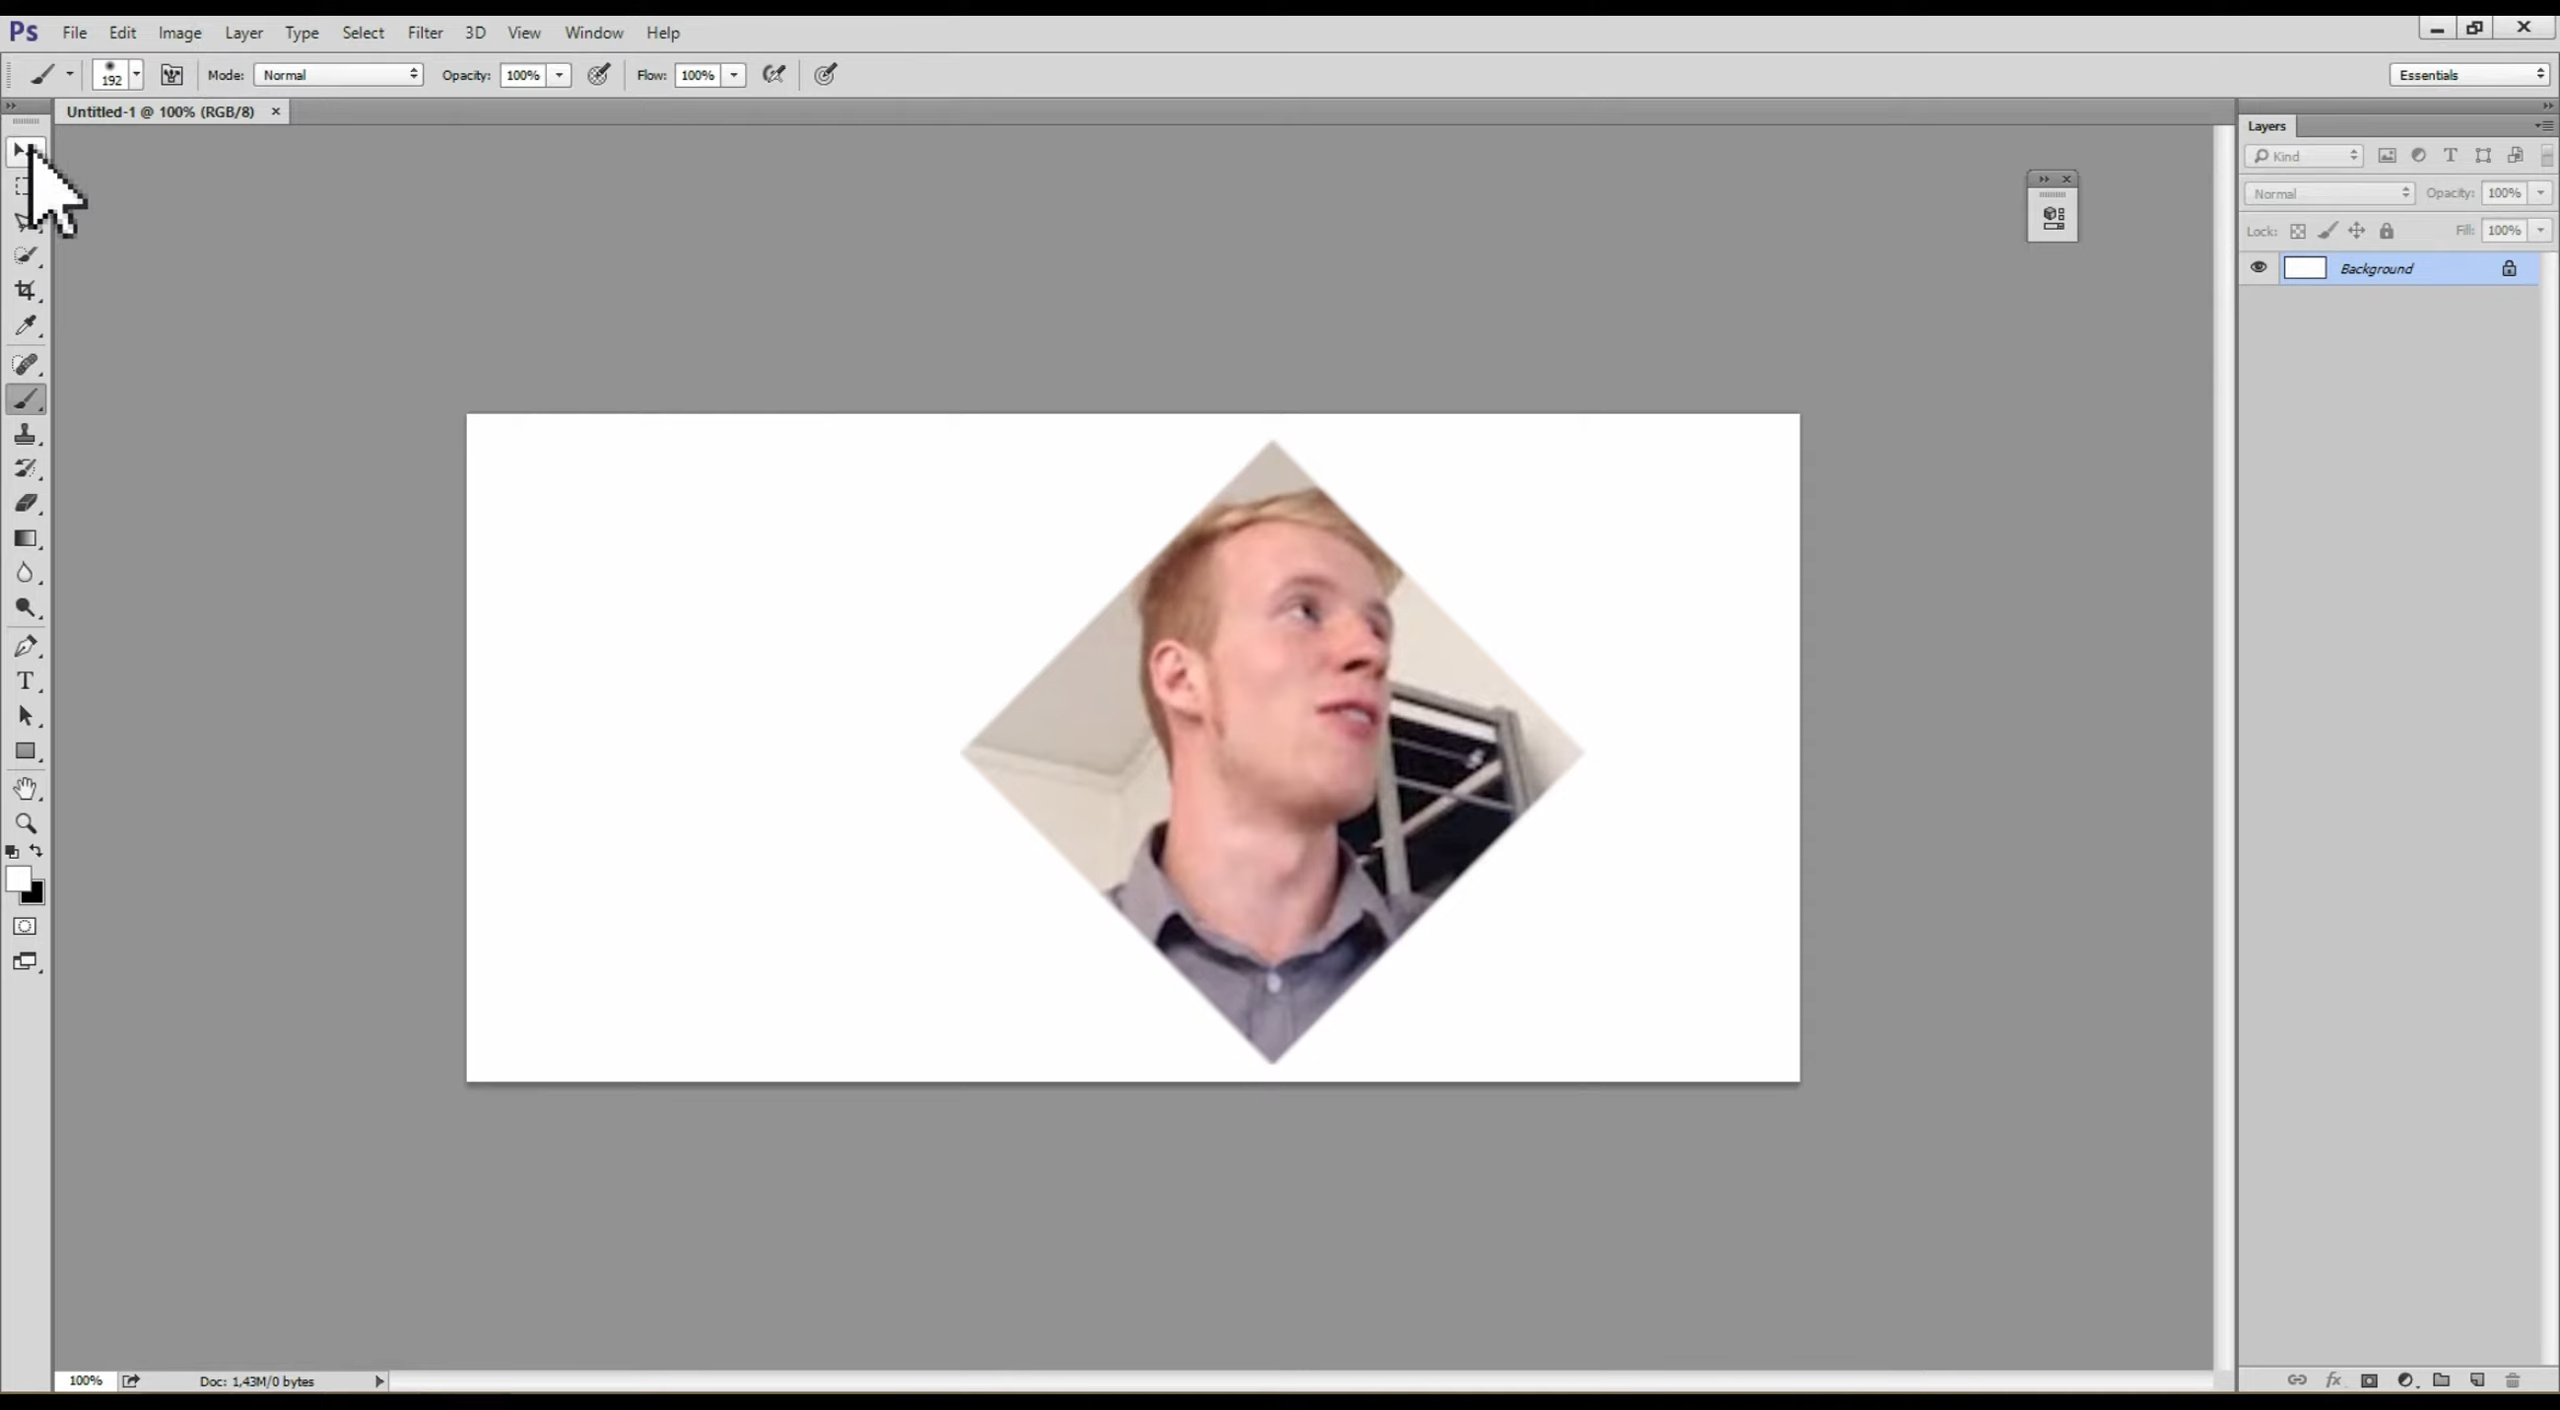 Ps File Edit Image Layer Type Select Filter 3D View Window Help
192 Mode: Normal Opacity: 100% Flow: 100% Essentials
Untitled-1 @ 100% (RGB/8) ×
Layers
Kind
Normal Opacity: 100%
Lock: Fill: 100%
Background
T
100% Doc: 1,43M/0 bytes
fx